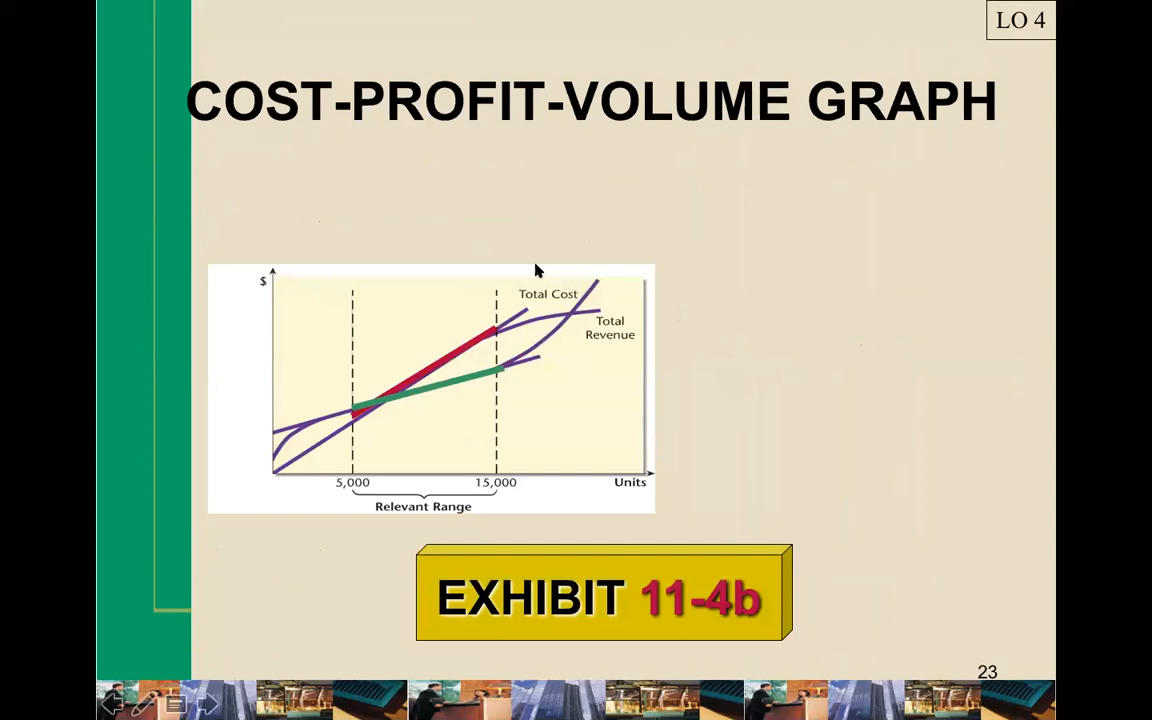 LO 4
COST-PROFIT-VOLUME GRAPH
$
Total Cost
Total
Revenue
5,000
15,000
Units
Relevant Range
EXHIBIT 11-4b
23